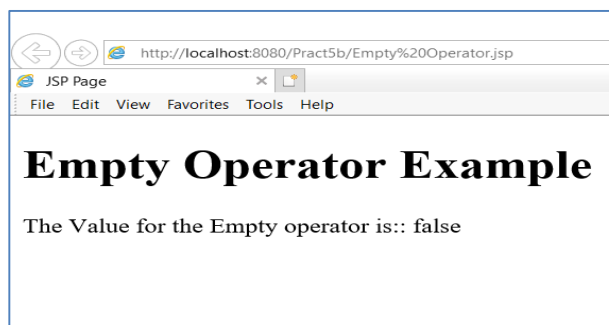 http://localhost:8080/Pract5b/Empty%20Operator.jsp
JSP Page
File Edit View Favorites Tools Help
Empty Operator Example
The Value for the Empty operator is:: false